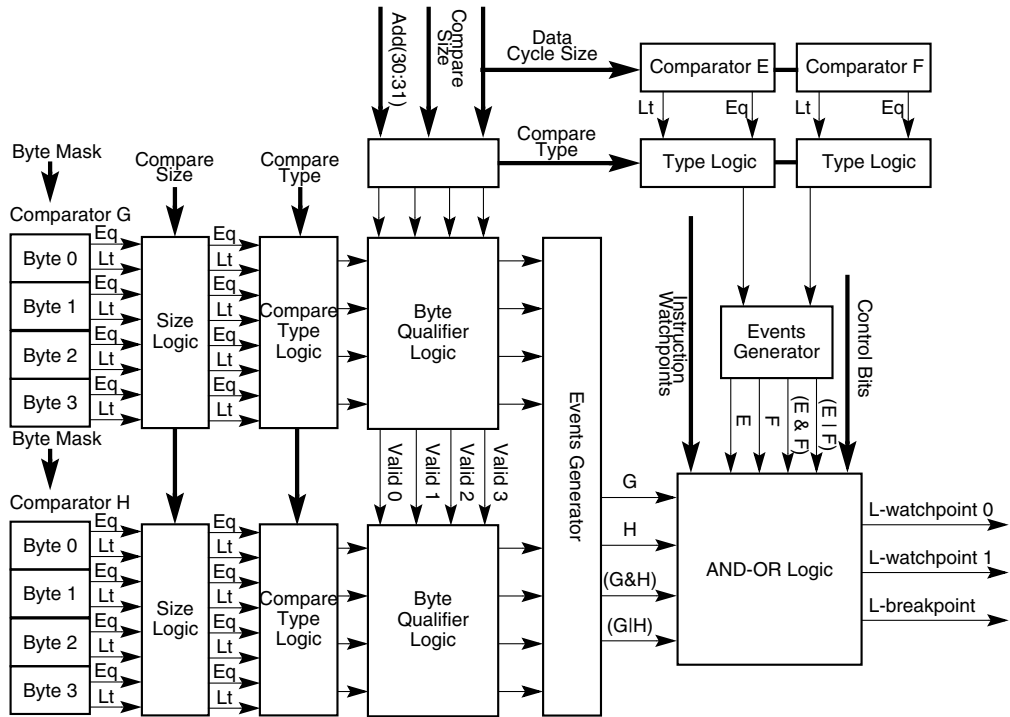 Add(30:31)
Compare
Size
Data
Cycle Size
Comparator E
Comparator F
Lt
Eq
Lt
Eq
Compare
Type
Type Logic
Type Logic
Byte Mask
Compare
Size
Compare
Type
Comparator G
Byte 0
Byte 1
Byte 2
Byte 3
Eq
Lt
Eq
Lt
Eq
Lt
Eq
Lt
Size
Logic
Eq
Lt
Eq
Lt
Eq
Lt
Eq
Lt
Compare
Type
Logic
Byte
Qualifier
Logic
Events Generator
Instruction
Watchpoints
Events
Generator
Control Bits
E
F
(E & F)
(E | F)
Valid 0
Valid 1
Valid 2
Valid 3
Byte Mask
Comparator H
Byte 0
Byte 1
Byte 2
Byte 3
Eq
Lt
Eq
Lt
Eq
Lt
Eq
Lt
Size
Logic
Eq
Lt
Eq
Lt
Eq
Lt
Eq
Lt
Compare
Type
Logic
Byte
Qualifier
Logic
G
H
(G&H)
(G|H)
AND-OR Logic
L-watchpoint 0
L-watchpoint 1
L-breakpoint